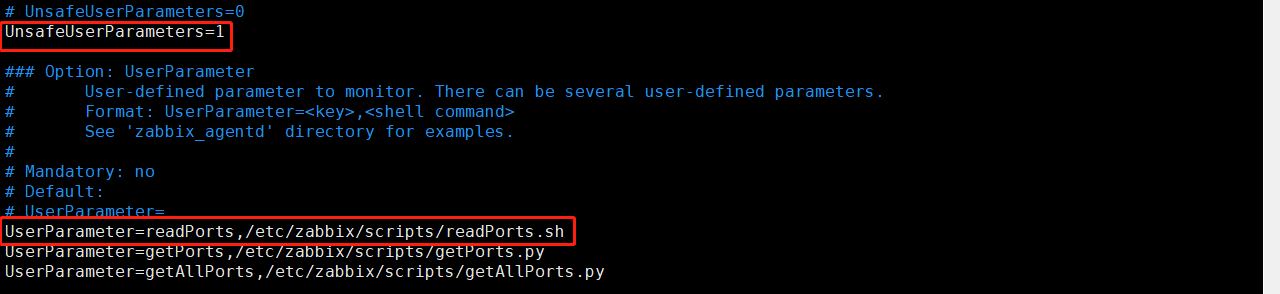 # UnsafeUserParameters=0
UnsafeUserParameters=1
### Option: UserParameter
#       User-defined parameter to monitor. There can be several user-defined parameters.
#       Format: UserParameter=<key>,<shell command>
#       See 'zabbix_agentd' directory for examples.
#
# Mandatory: no
# Default:
# UserParameter=
UserParameter=readPorts,/etc/zabbix/scripts/readPorts.sh
UserParameter=getPorts,/etc/zabbix/scripts/getPorts.py
UserParameter=getAllPorts,/etc/zabbix/scripts/getAllPorts.py